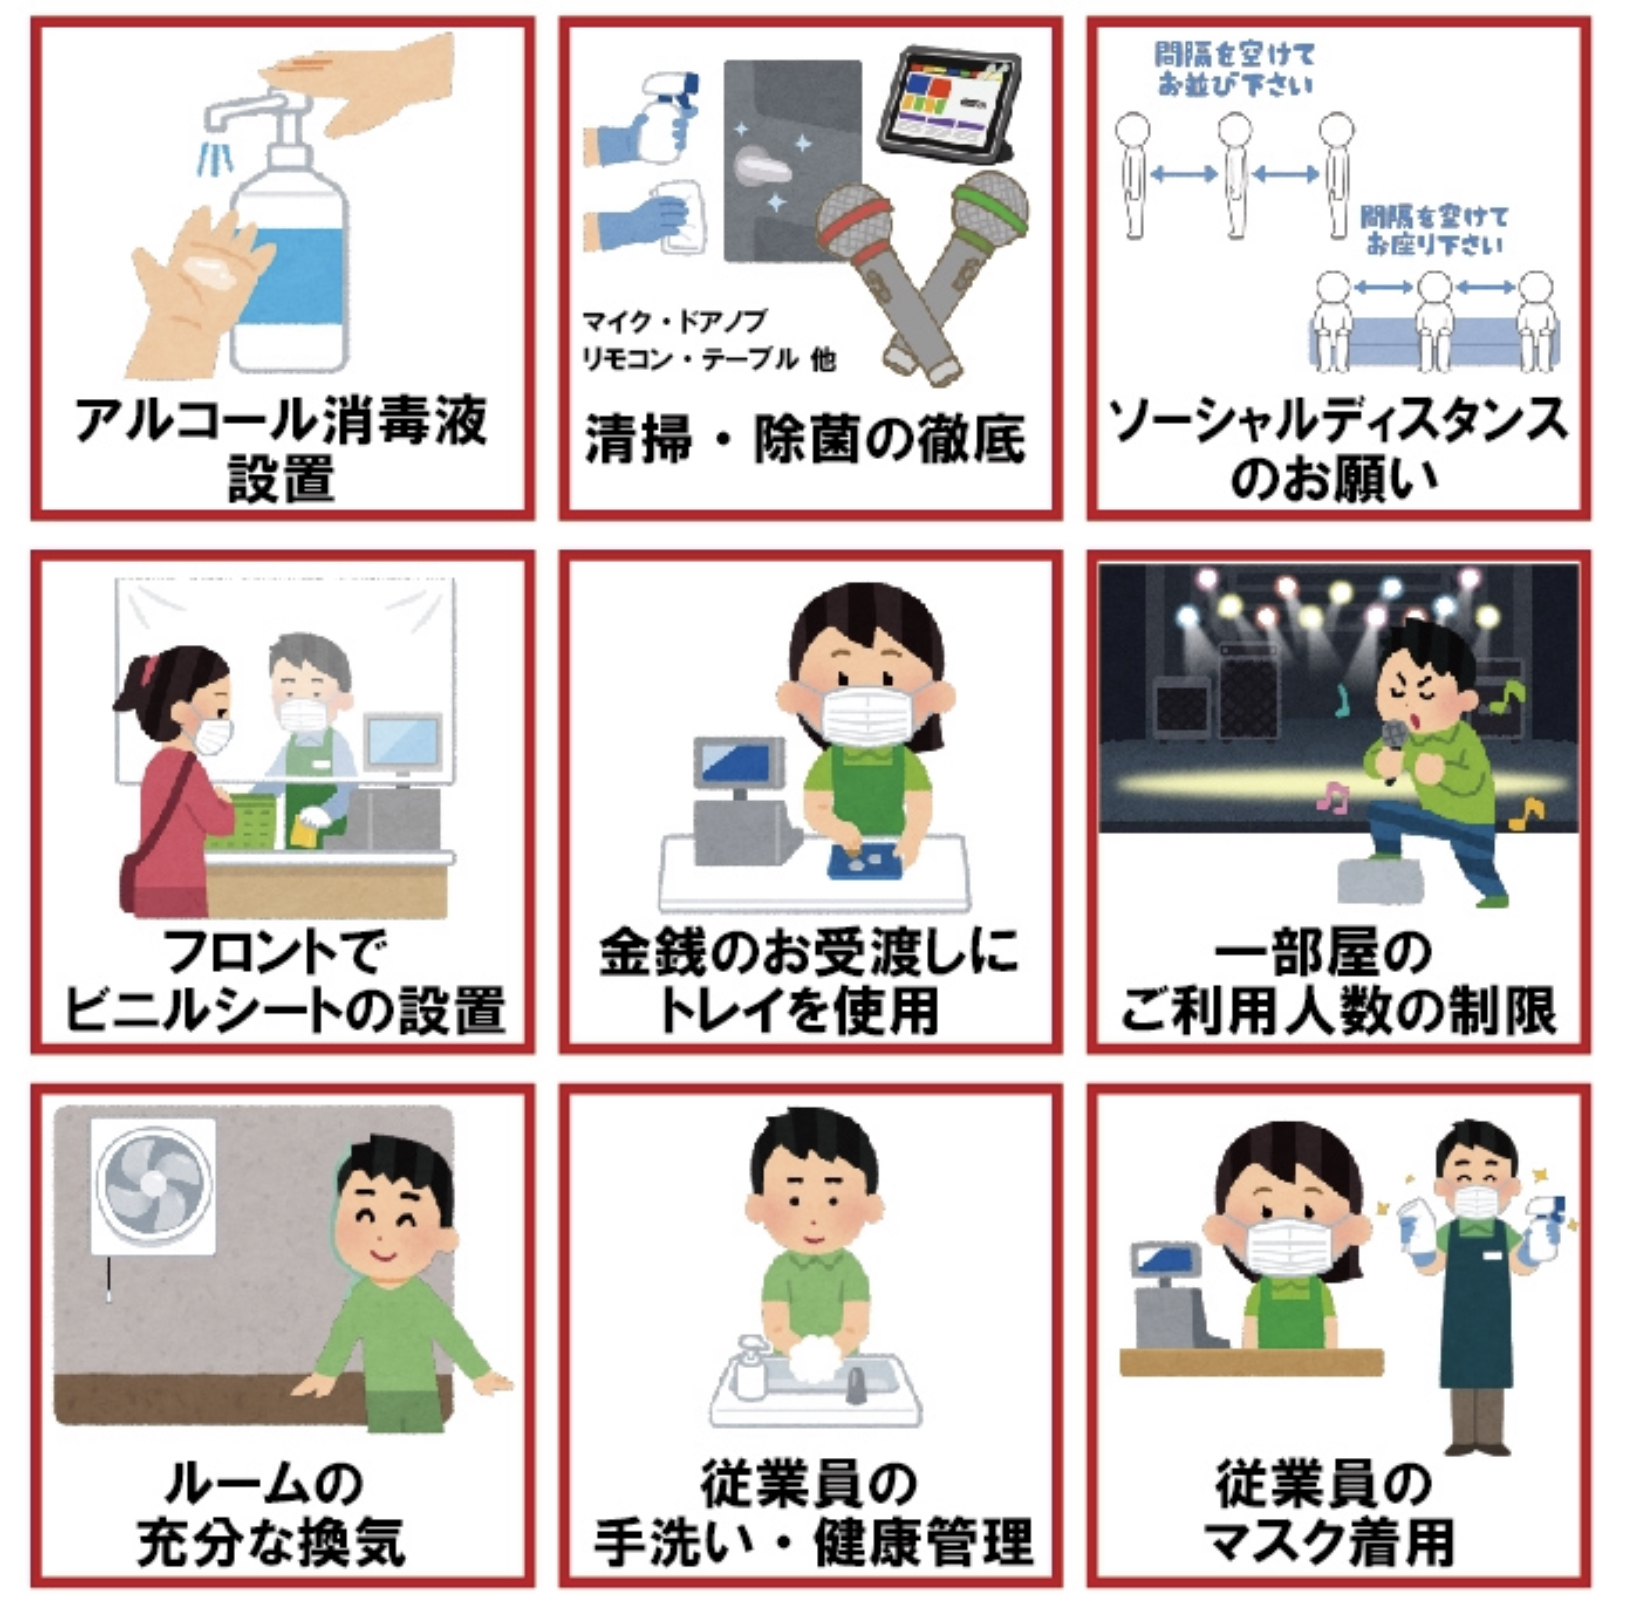 アルコール消毒液
設置
マイク・ドアノブ
リモコン・テーブル 他
清掃・除菌の徹底
間隔を空けて
お並び下さい
間隔を空けて
お座り下さい
ソーシャルディスタンス
のお願い
フロントで
ビニルシートの設置
金銭のお受渡しに
トレイを使用
一部屋の
ご利用人数の制限
ルームの
充分な換気
従業員の
手洗い・健康管理
従業員の
マスク着用